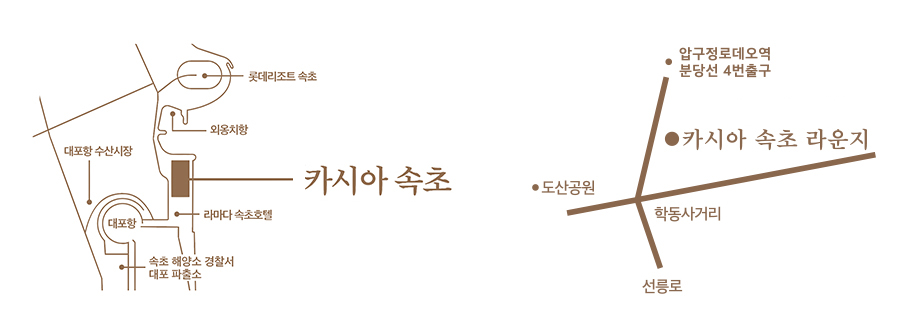 롯데리조트 속초
외옹치항
대포항 수산시장
카시아 속초
라마다 속초호텔
대포항
속초 해양소 경찰서
대포 파출소
압구정로데오역
분당선 4번출구
카시아 속초 라운지
도산공원
학동사거리
선릉로